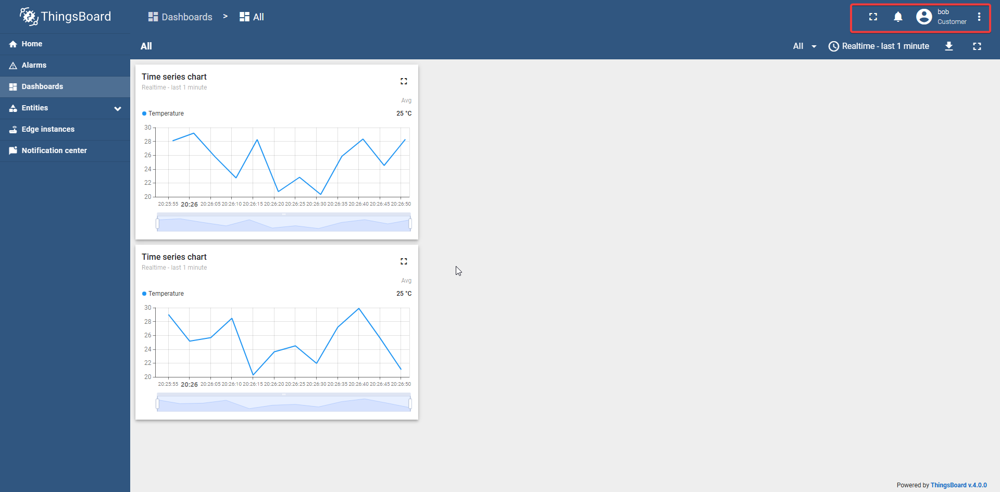 ThingsBoard
Dashboards > All
bob
Customer
Home
Alarms
Dashboards
Entities
Edge instances
Notification center
All
All
Realtime - last 1 minute
Time series chart
Realtime - last 1 minute
Avg
Temperature
25 °C
30
28
26
24
22
20
20:25:55 20:26 20:26:05 20:26:10 20:26:15 20:26:20 20:26:25 20:26:30 20:26:35 20:26:40 20:26:45 20:26:50
Time series chart
Realtime - last 1 minute
Avg
Temperature
25 °C
30
28
26
24
22
20
20:25:55 20:26 20:26:05 20:26:10 20:26:15 20:26:20 20:26:25 20:26:30 20:26:35 20:26:40 20:26:45 20:26:50
Powered by ThingsBoard v.4.0.0